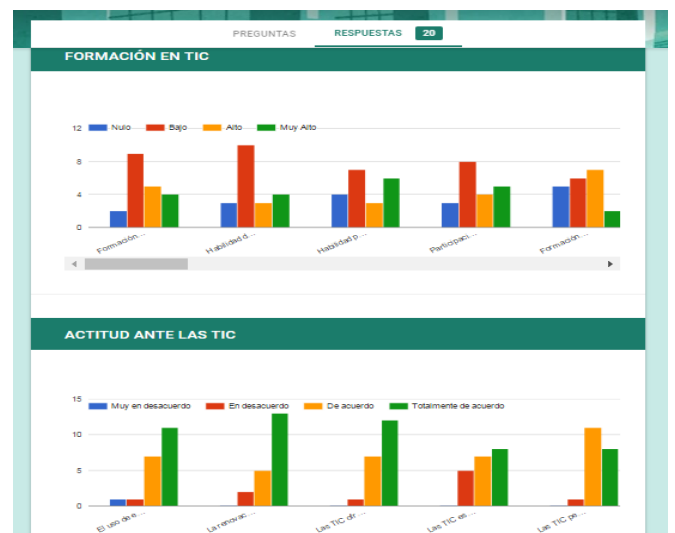 PREGUNTAS RESPUESTAS 20
FORMACIÓN EN TIC
12 Nulo Bajo Alto Muy Alto
8
4
0
Formación... Habilidad d... Habilidad p... Participaci... Formación...
ACTITUD ANTE LAS TIC
15 Muy en desacuerdo En desacuerdo De acuerdo Totalmente de acuerdo
10
5
0
El uso de e... La renovac... Las TIC ofr... Las TIC es... Las TIC pe...